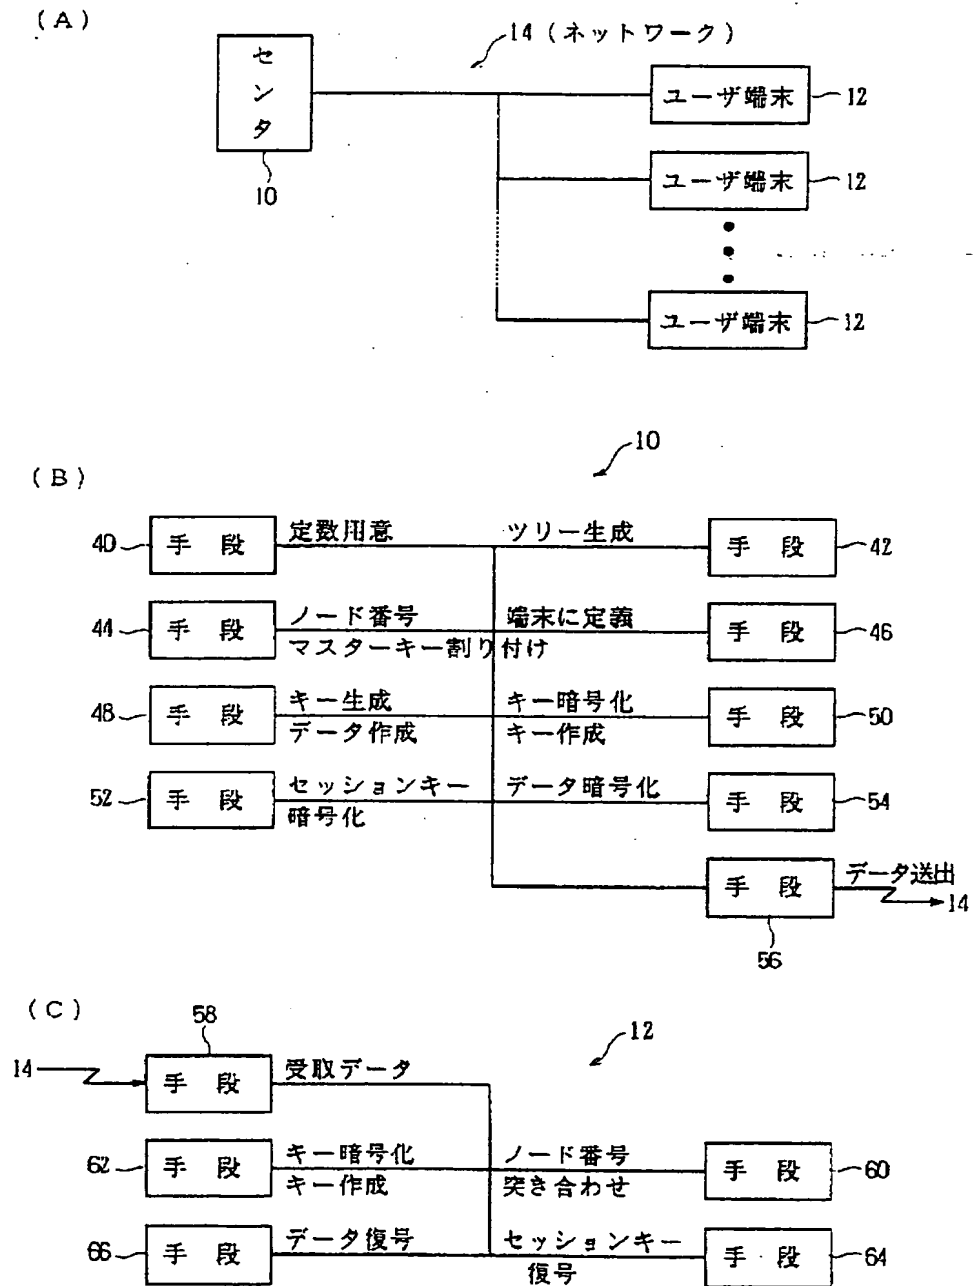 (A)
14(ネットワーク)
センタ
10
ユーザ端末 12
ユーザ端末 12
ユーザ端末 12
10
(B)
40 手段 定数用意 ツリー生成 手段 42
44 手段 ノード番号 端末に定義 手段 46
マスターキー割り付け
48 手段 キー生成 キー暗号化 手段 50
データ作成 キー作成
52 手段 セッションキー データ暗号化 手段 54
暗号化
手段 データ送出
14
56
(C)
58
12
14 手段 受取データ
62 手段 キー暗号化 ノード番号 手段 60
キー作成 突き合わせ
66 手段 データ復号 セッションキー 手段 64
復号